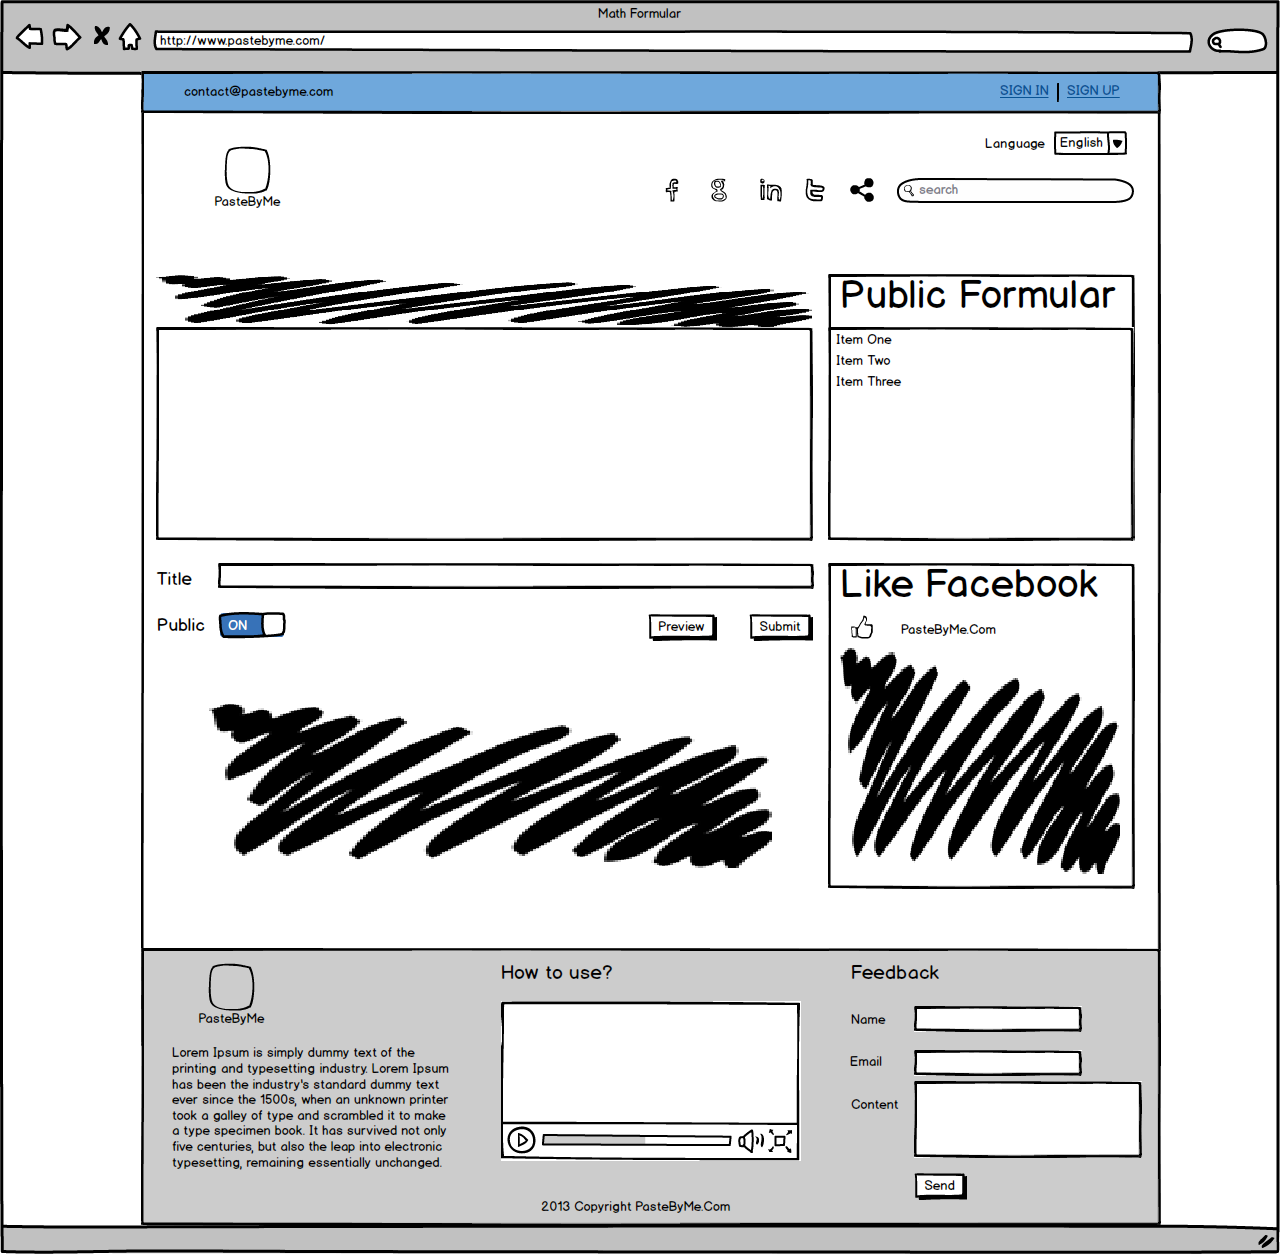 Math Formular
http://www.pastebyme.com/
contact@pastebyme.com
SIGN IN
SIGN UP
Language
English
PasteByMe
search
Public Formular
Item One
Item Two
Item Three
Title
Public
ON
Preview
Submit
Like Facebook
PasteByMe.Com
PasteByMe
Lorem Ipsum is simply dummy text of the
printing and typesetting industry. Lorem Ipsum
has been the industry's standard dummy text
ever since the 1500s, when an unknown printer
took a galley of type and scrambled it to make
a type specimen book. It has survived not only
five centuries, but also the leap into electronic
typesetting, remaining essentially unchanged.
How to use?
Feedback
Name
Email
Content
Send
2013 Copyright PasteByMe.Com